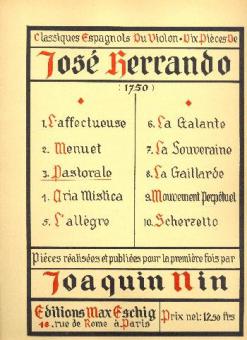 Classiques Espagnols Du Violon · Dix Pièces De
José Herrando
(1750)
1. L'affectueuse
2. Menuet
3. Pastorale
4. Aria Mistica
5. L'allègre
6. La Galante
7. La Souveraine
8. La Gaillarde
9. Mouvement Perpétuel
10. Scherzetto
Pièces réalisées et publiées pour la première fois par
Joaquin Nin
Editions Max Eschig
48, rue de Rome à Paris
Prix net: 12,50 frs